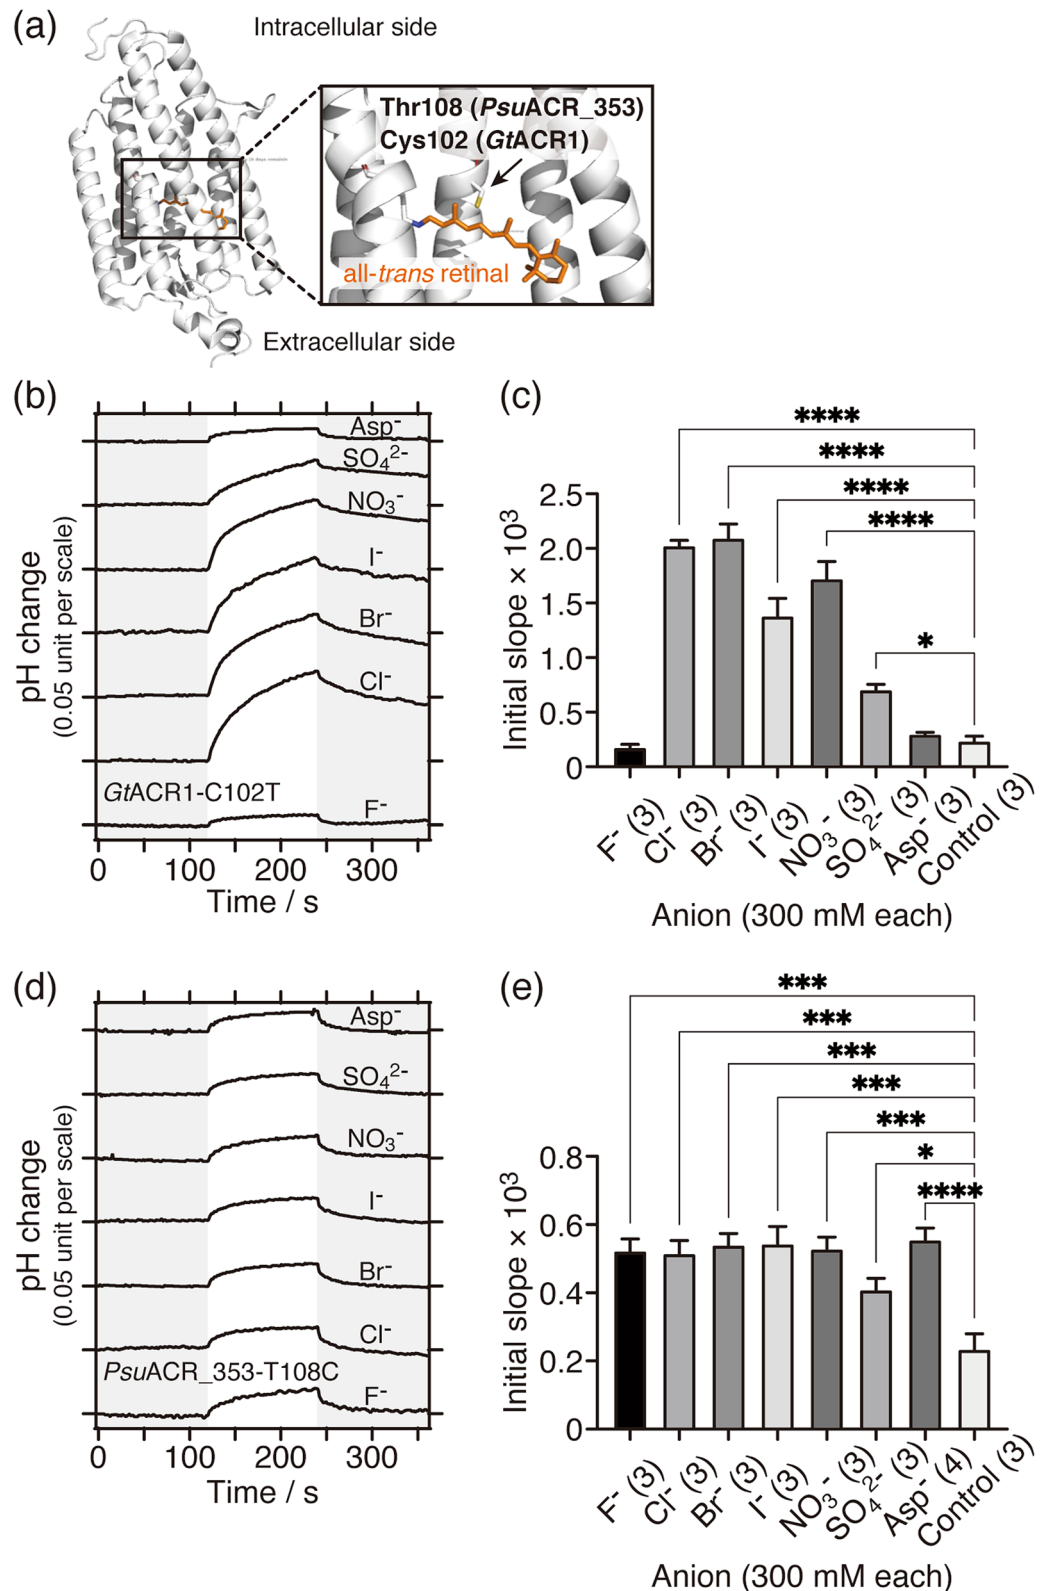 (a)
Intracellular side
Thr108 (PsuACR_353)
Cys102 (GtACR1)
all-trans retinal
Extracellular side
(b)
pH change
(0.05 unit per scale)
Asp⁻
SO₄²⁻
NO₃⁻
I⁻
Br⁻
Cl⁻
GtACR1-C102T
F⁻
0 100 200 300
Time / s
(c)
****
****
****
****
*
Initial slope × 10³
2.5
2.0
1.5
1.0
0.5
0
F⁻ (3) Cl⁻ (3) Br⁻ (3) I⁻ (3) NO₃⁻ (3) SO₄²⁻ (3) Asp⁻ (3) Control (3)
Anion (300 mM each)
(d)
pH change
(0.05 unit per scale)
Asp⁻
SO₄²⁻
NO₃⁻
I⁻
Br⁻
Cl⁻
PsuACR_353-T108C
F⁻
0 100 200 300
Time / s
(e)
***
***
***
***
***
*
****
Initial slope × 10³
0.8
0.6
0.4
0.2
0
F⁻ (3) Cl⁻ (3) Br⁻ (3) I⁻ (3) NO₃⁻ (3) SO₄²⁻ (3) Asp⁻ (4) Control (3)
Anion (300 mM each)